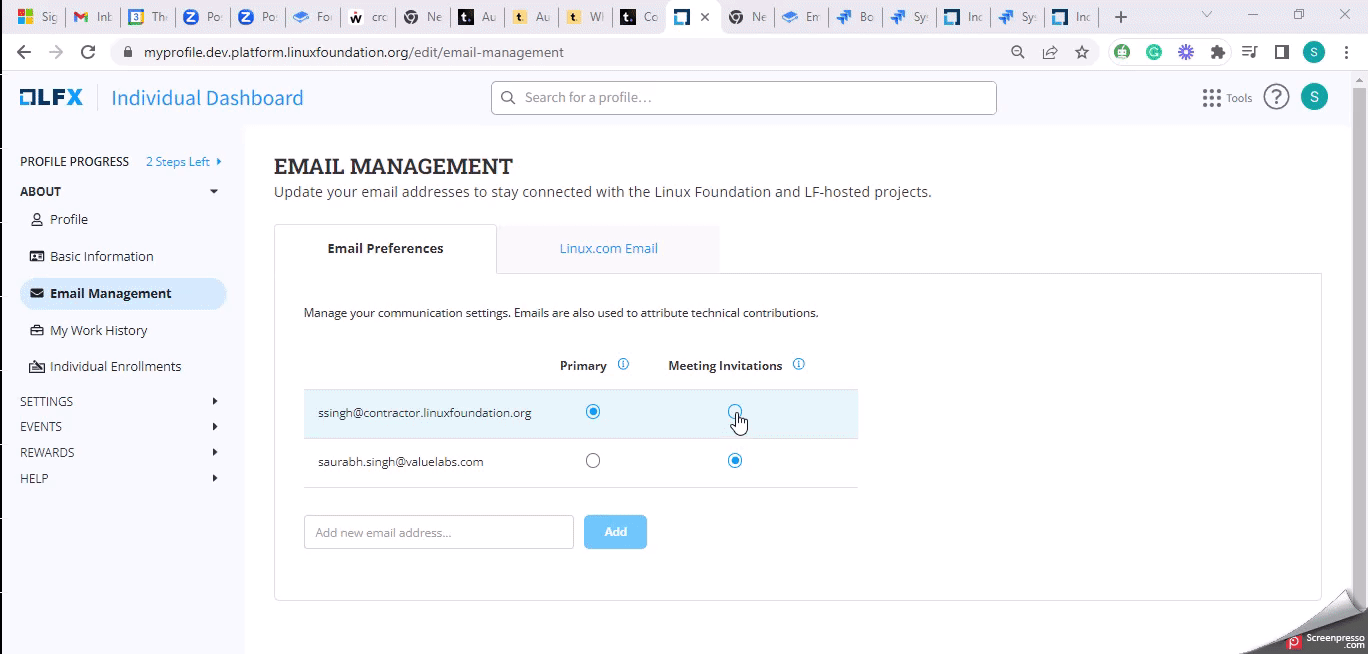 Sig
Inb
Th
Po
Po
Fo
cro
Ne
Au
Au
Wh
Co
Ne
Em
Bo
Sys
Inc
Sys
Inc
myprofile.dev.platform.linuxfoundation.org/edit/email-management
S
LFX
Individual Dashboard
Search for a profile...
Tools
?
S
PROFILE PROGRESS 2 Steps Left
ABOUT
Profile
Basic Information
Email Management
My Work History
Individual Enrollments
SETTINGS
EVENTS
REWARDS
HELP
EMAIL MANAGEMENT
Update your email addresses to stay connected with the Linux Foundation and LF-hosted projects.
Email Preferences
Linux.com Email
Manage your communication settings. Emails are also used to attribute technical contributions.
Primary
Meeting Invitations
ssingh@contractor.linuxfoundation.org
saurabh.singh@valuelabs.com
Add new email address...
Add
Screenpresso
.com